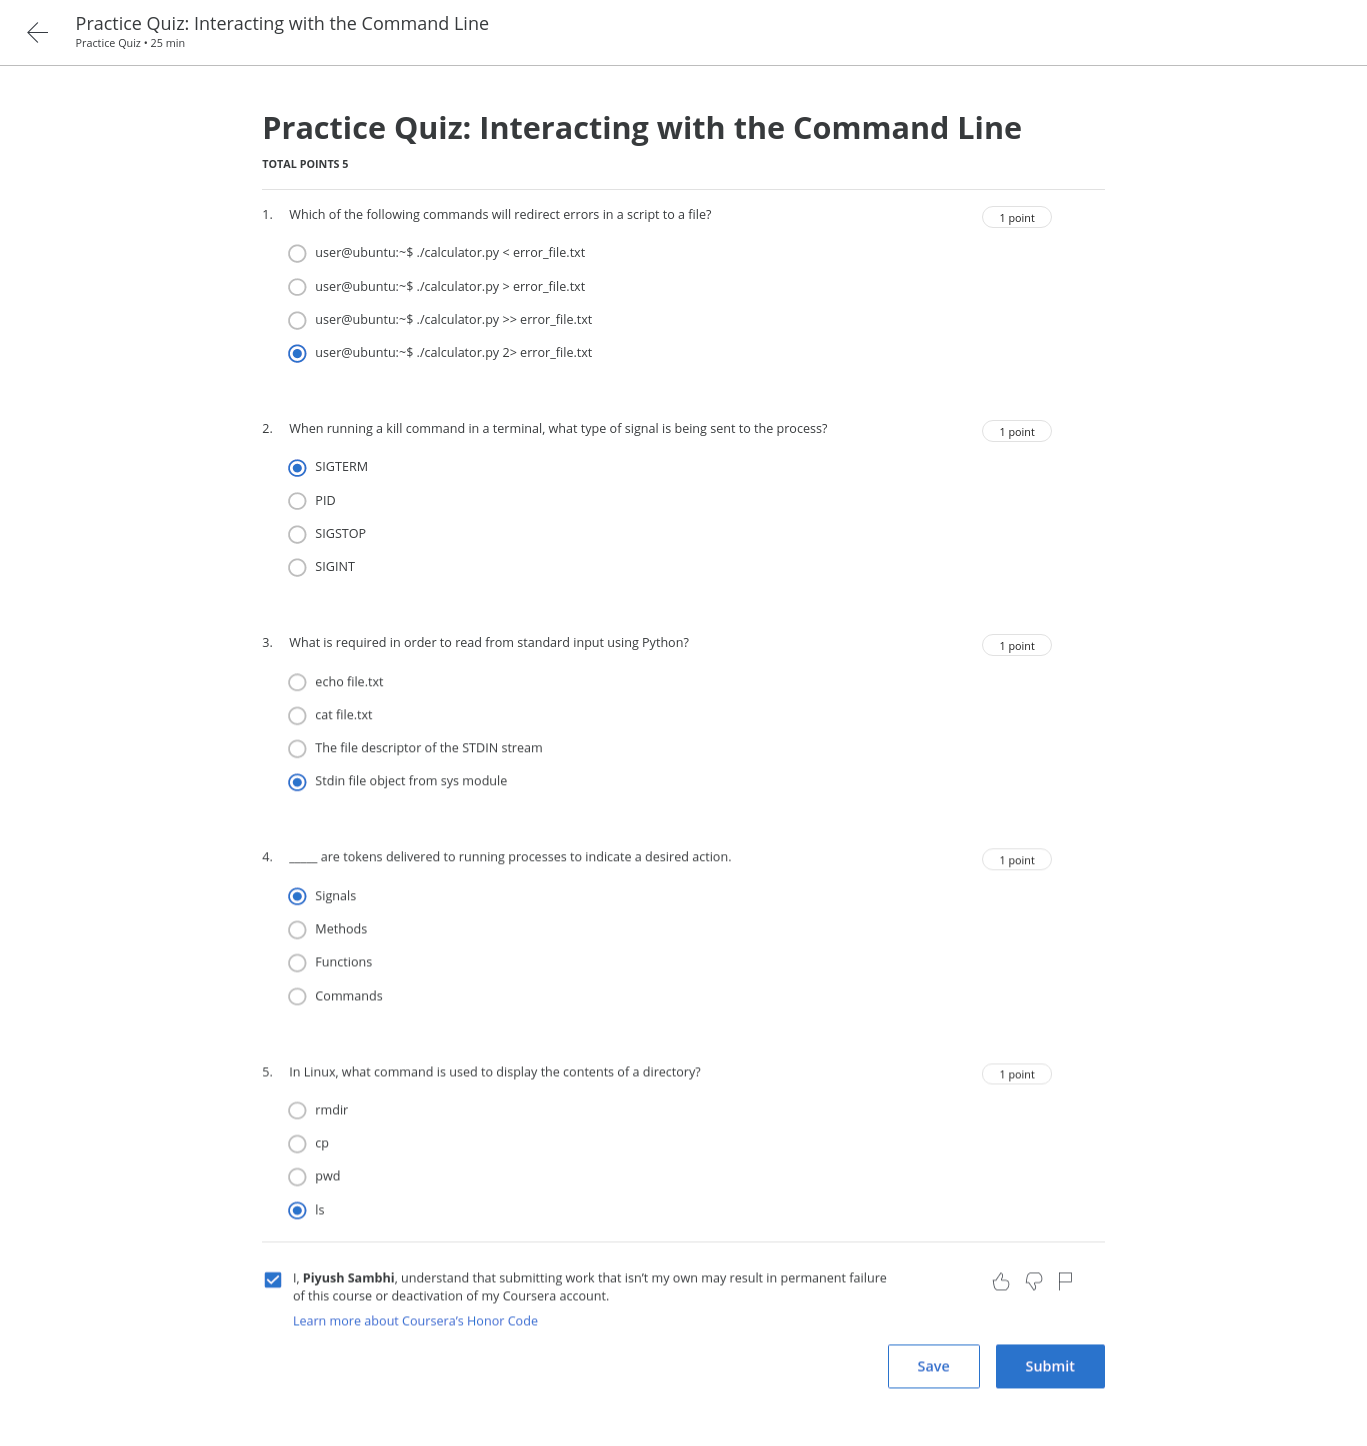 Practice Quiz: Interacting with the Command Line
Practice Quiz • 25 min
Practice Quiz: Interacting with the Command Line
TOTAL POINTS 5
1. Which of the following commands will redirect errors in a script to a file? 1 point
user@ubuntu:~$ ./calculator.py < error_file.txt
user@ubuntu:~$ ./calculator.py > error_file.txt
user@ubuntu:~$ ./calculator.py >> error_file.txt
user@ubuntu:~$ ./calculator.py 2> error_file.txt
2. When running a kill command in a terminal, what type of signal is being sent to the process? 1 point
SIGTERM
PID
SIGSTOP
SIGINT
3. What is required in order to read from standard input using Python? 1 point
echo file.txt
cat file.txt
The file descriptor of the STDIN stream
Stdin file object from sys module
4. _____ are tokens delivered to running processes to indicate a desired action. 1 point
Signals
Methods
Functions
Commands
5. In Linux, what command is used to display the contents of a directory? 1 point
rmdir
cp
pwd
ls
I, Piyush Sambhi, understand that submitting work that isn’t my own may result in permanent failure
of this course or deactivation of my Coursera account.
Learn more about Coursera’s Honor Code
Save Submit